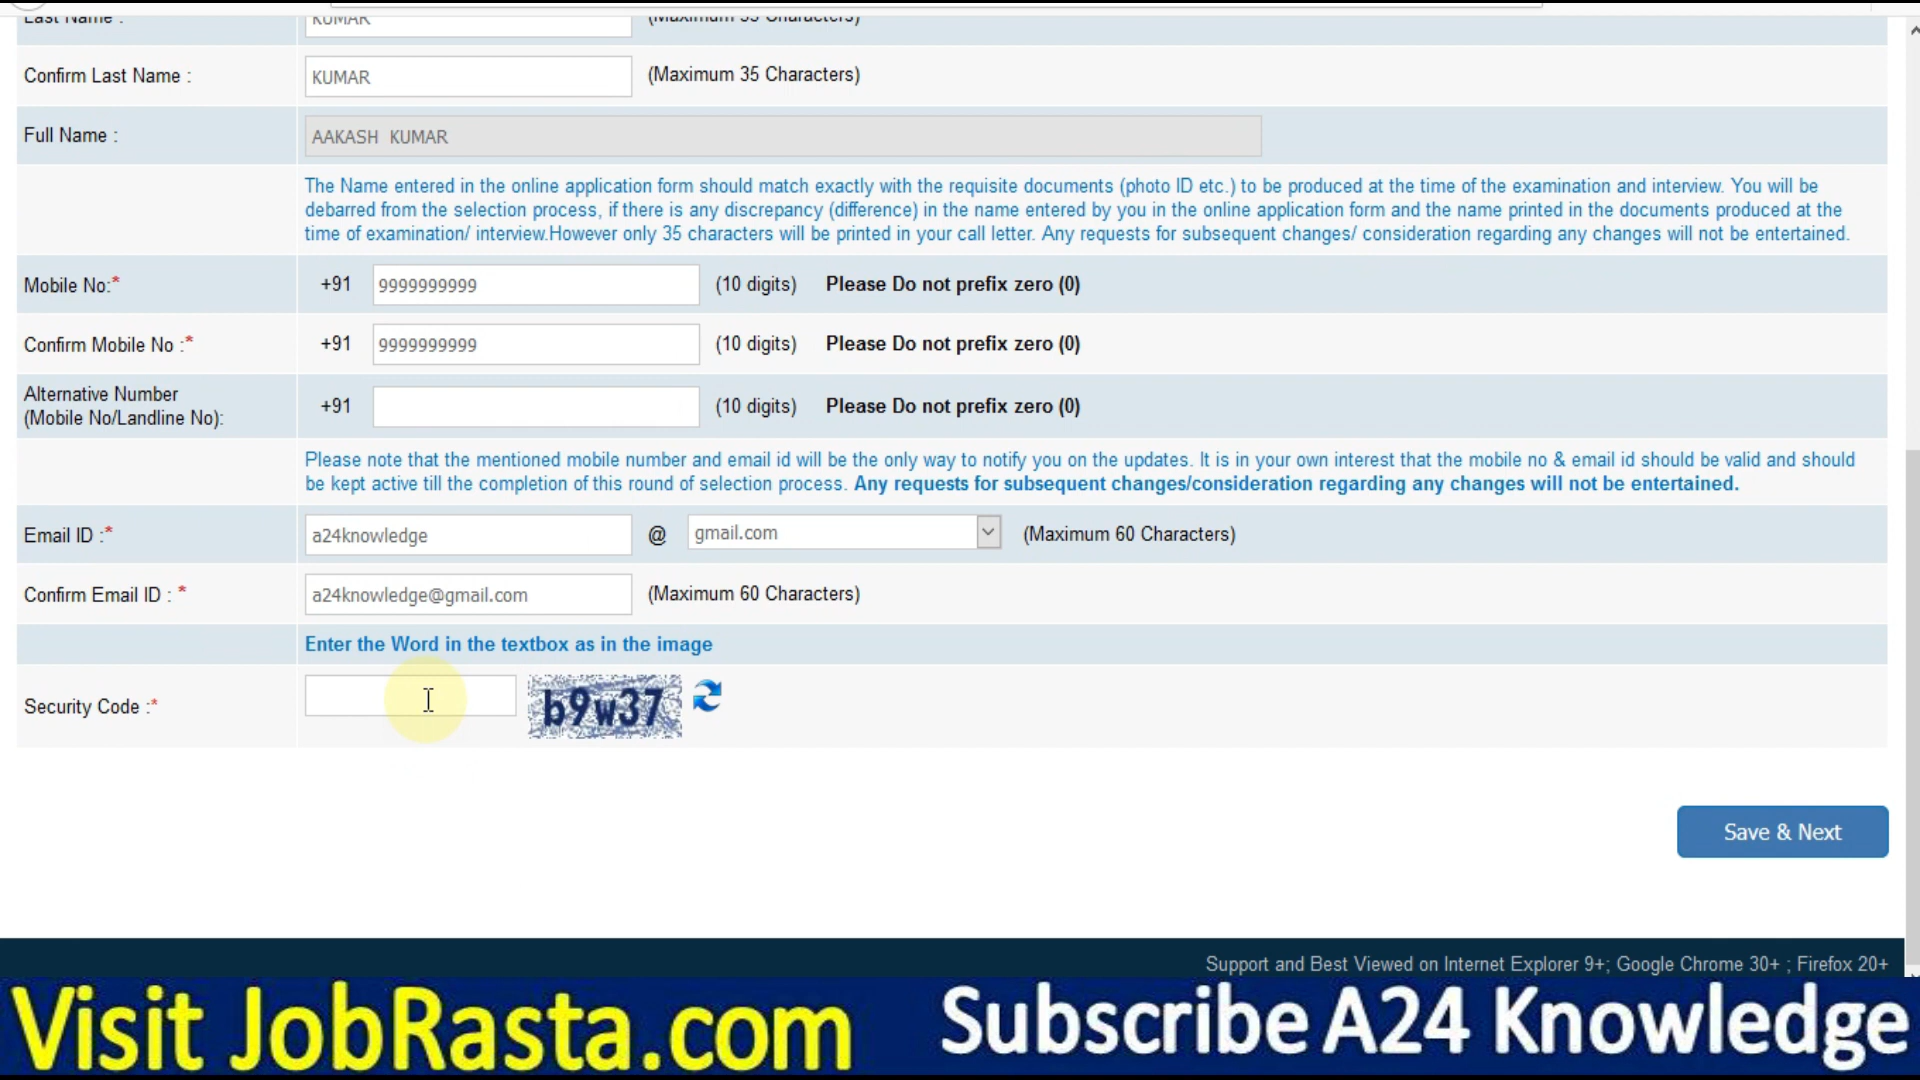 Last Name :
KUMAR
(Maximum 35 Characters)
Confirm Last Name :
KUMAR
(Maximum 35 Characters)
Full Name :
AAKASH  KUMAR
The Name entered in the online application form should match exactly with the requisite documents (photo ID etc.) to be produced at the time of the examination and interview. You will be
debarred from the selection process, if there is any discrepancy (difference) in the name entered by you in the online application form and the name printed in the documents produced at the
time of examination/ interview.However only 35 characters will be printed in your call letter. Any requests for subsequent changes/ consideration regarding any changes will not be entertained.
Mobile No:*
+91
9999999999
(10 digits)
Please Do not prefix zero (0)
Confirm Mobile No :*
+91
9999999999
(10 digits)
Please Do not prefix zero (0)
Alternative Number
(Mobile No/Landline No):
+91
(10 digits)
Please Do not prefix zero (0)
Please note that the mentioned mobile number and email id will be the only way to notify you on the updates. It is in your own interest that the mobile no & email id should be valid and should
be kept active till the completion of this round of selection process. Any requests for subsequent changes/consideration regarding any changes will not be entertained.
Email ID :*
a24knowledge
@
gmail.com
(Maximum 60 Characters)
Confirm Email ID : *
a24knowledge@gmail.com
(Maximum 60 Characters)
Enter the Word in the textbox as in the image
Security Code :*
b9w37
Save & Next
Support and Best Viewed on Internet Explorer 9+; Google Chrome 30+ ; Firefox 20+
Visit JobRasta.com
Subscribe A24 Knowledge